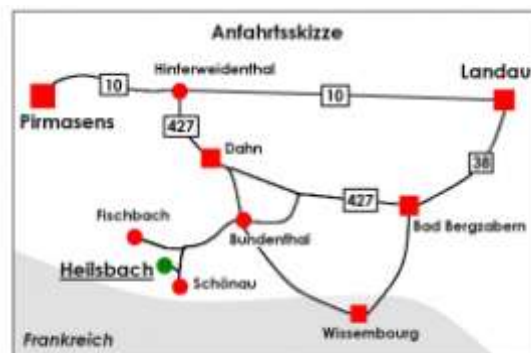 Anfahrtsskizze
Hinterweidenthal
Landau
10
10
Pirmasens
427
Dahn
38
Fischbach
427
Bundenthal
Bad Bergzabern
Heilsbach
Schönau
Wissembourg
Frankreich